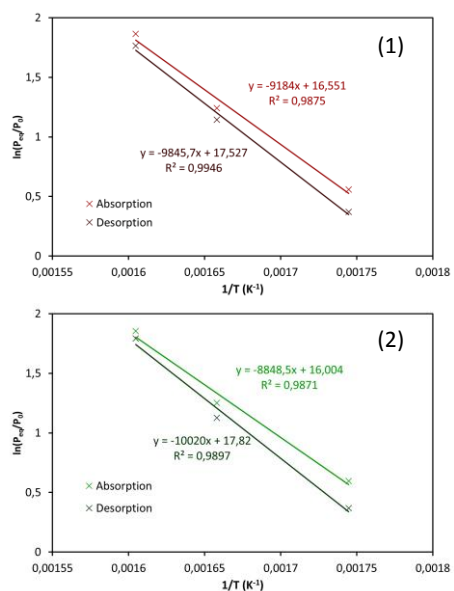 2
(1)
1,5
y = -9184x + 16,551
R² = 0,9875
ln(Peq/P0)
1
y = -9845,7x + 17,527
R² = 0,9946
0,5
× Absorption
× Desorption
0
0,00155 0,0016 0,00165 0,0017 0,00175 0,0018
1/T (K⁻¹)
2
(2)
1,5
y = -8848,5x + 16,004
R² = 0,9871
ln(Peq/P0)
1
y = -10020x + 17,82
R² = 0,9897
0,5
× Absorption
× Desorption
0
0,00155 0,0016 0,00165 0,0017 0,00175 0,0018
1/T (K⁻¹)